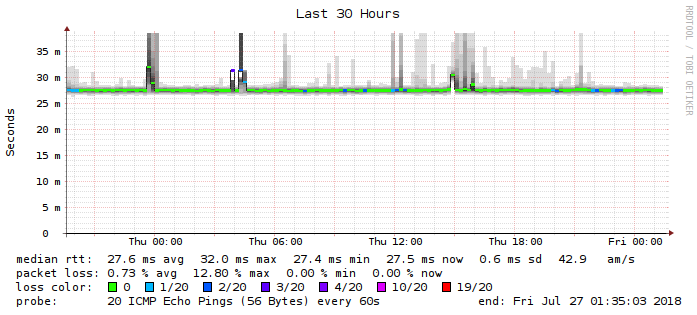 Last 30 Hours
RRDTOOL / TOBI OETIKER
Seconds
35 m
30 m
25 m
20 m
15 m
10 m
5 m
0
Thu 00:00 Thu 06:00 Thu 12:00 Thu 18:00 Fri 00:00
median rtt: 27.6 ms avg 32.0 ms max 27.4 ms min 27.5 ms now 0.6 ms sd 42.9 am/s
packet loss: 0.73 % avg 12.80 % max 0.00 % min 0.00 % now
loss color: 0 1/20 2/20 3/20 4/20 10/20 19/20
probe: 20 ICMP Echo Pings (56 Bytes) every 60s end: Fri Jul 27 01:35:03 2018